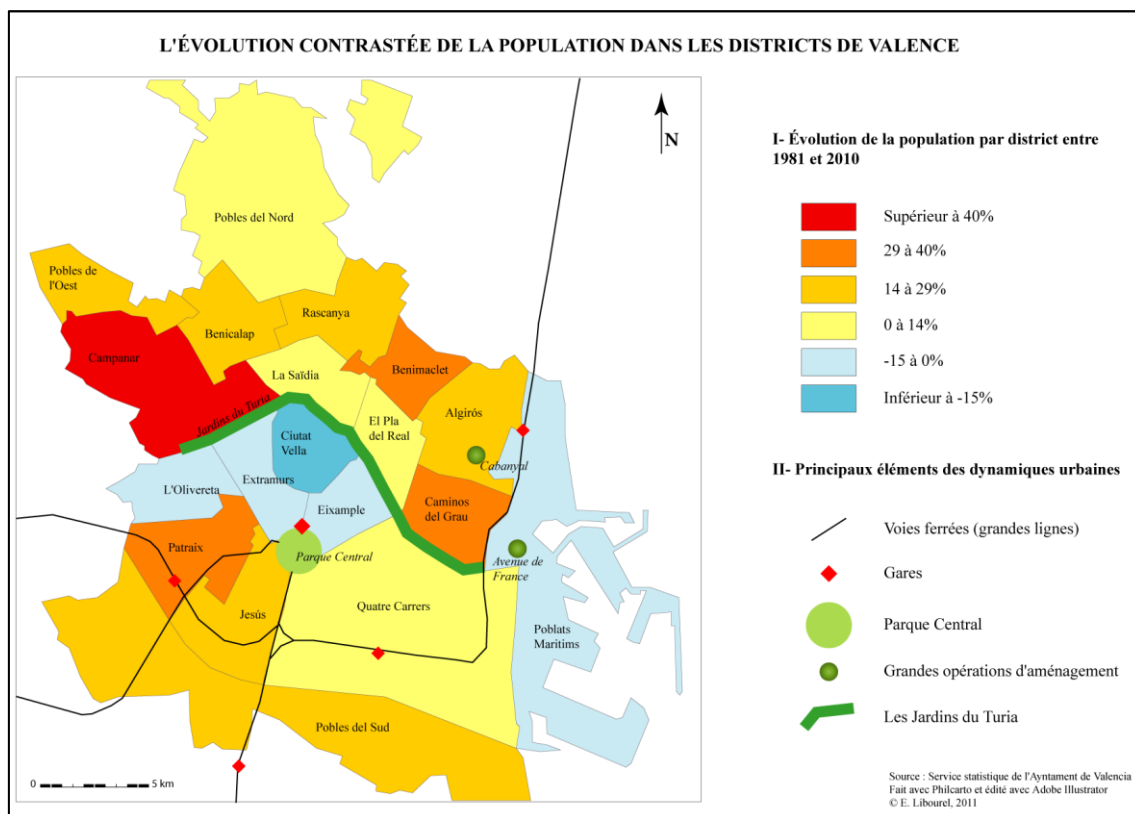 L'ÉVOLUTION CONTRASTÉE DE LA POPULATION DANS LES DISTRICTS DE VALENCE
N
Pobles del Nord
Pobles de
l'Oest
Benicalap
Rascanya
Campanar
La Saïdia
Benimaclet
Jardins du Turia
Algirós
El Pla
del Real
Ciutat
Vella
Cabanyal
L'Olivereta
Extramurs
Eixample
Caminos
del Grau
Patraix
Parque Central
Avenue de
France
Jesús
Quatre Carrers
Poblats
Maritims
Pobles del Sud
0 5 km
I- Évolution de la population par district entre
1981 et 2010
Supérieur à 40%
29 à 40%
14 à 29%
0 à 14%
-15 à 0%
Inférieur à -15%
II- Principaux éléments des dynamiques urbaines
Voies ferrées (grandes lignes)
Gares
Parque Central
Grandes opérations d'aménagement
Les Jardins du Turia
Source : Service statistique de l'Ayntament de Valencia
Fait avec Philcarto et édité avec Adobe Illustrator
© E. Libourel, 2011